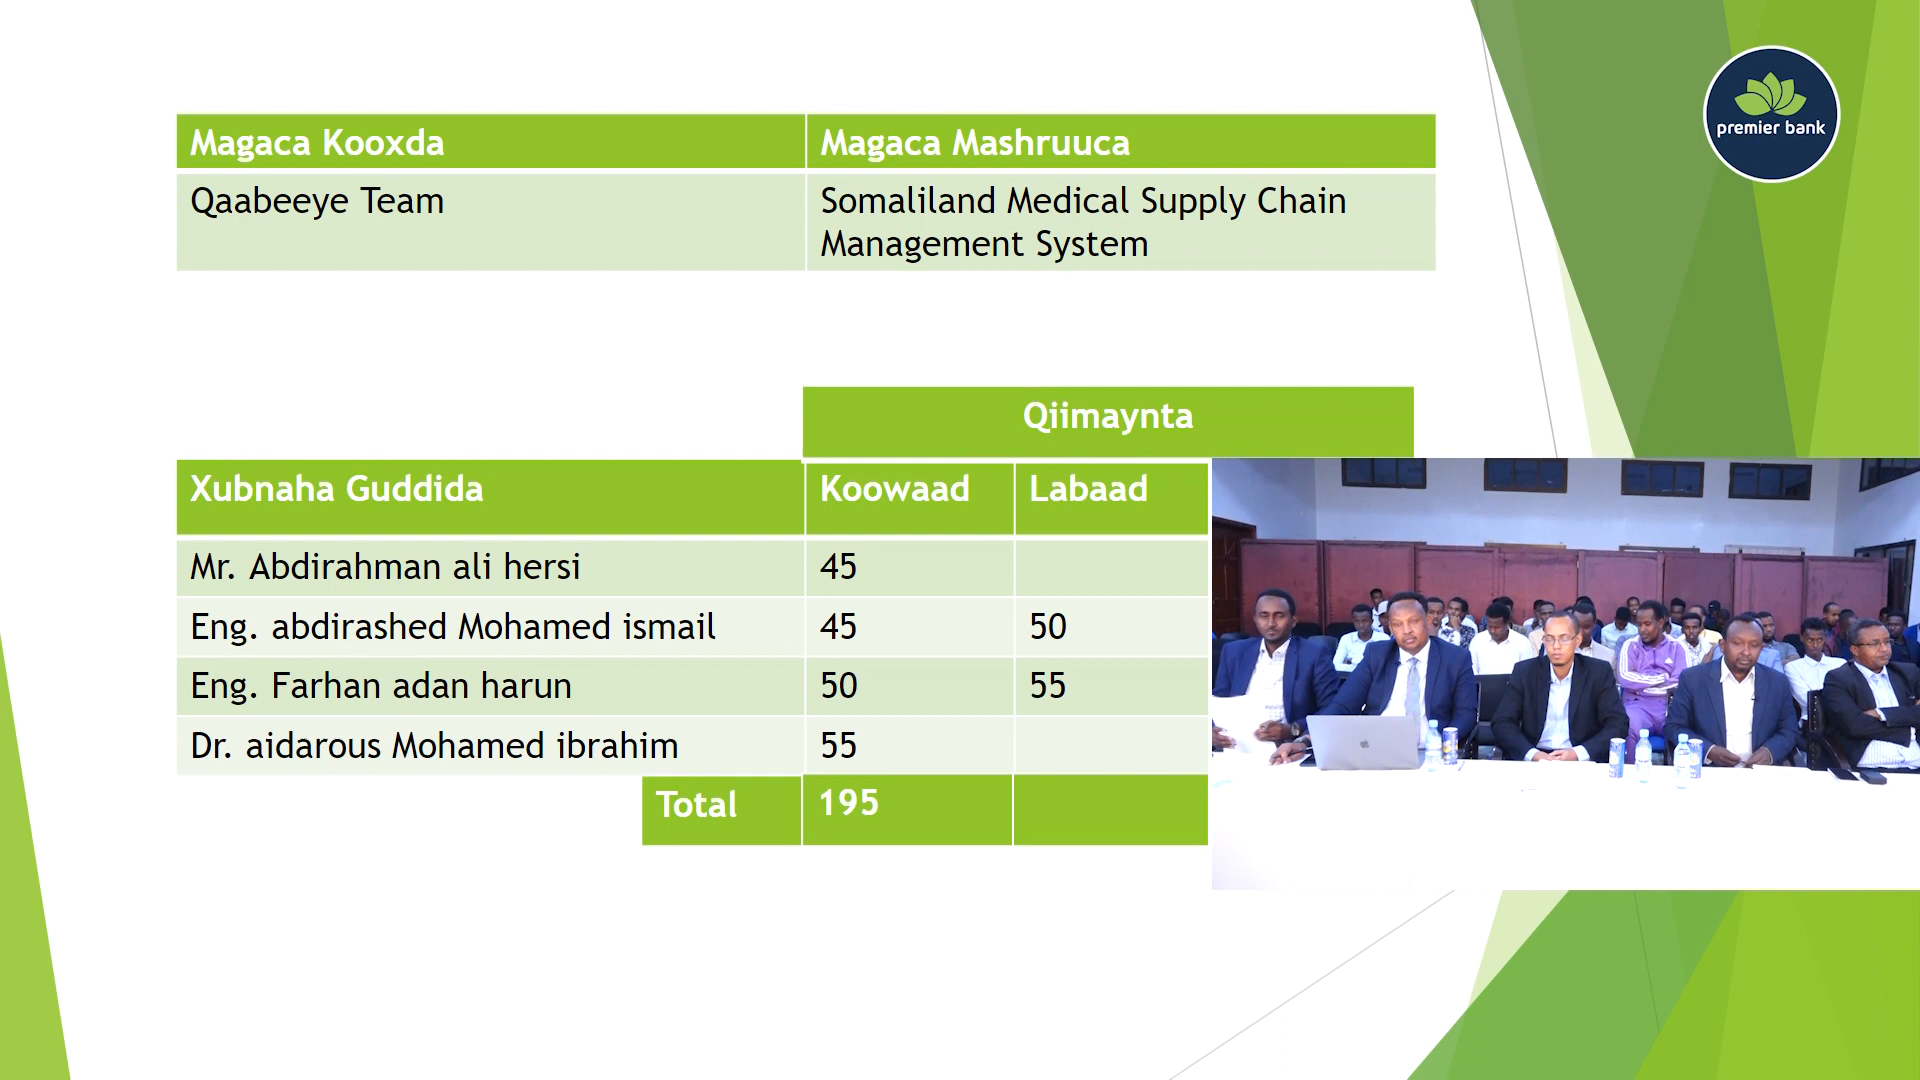 premier bank
Magaca Kooxda Magaca Mashruuca
Qaabeeye Team Somaliland Medical Supply Chain
Management System
Qiimaynta
Xubnaha Guddida Koowaad Labaad
Mr. Abdirahman ali hersi 45
Eng. abdirashed Mohamed ismail 45 50
Eng. Farhan adan harun 50 55
Dr. aidarous Mohamed ibrahim 55
Total 195